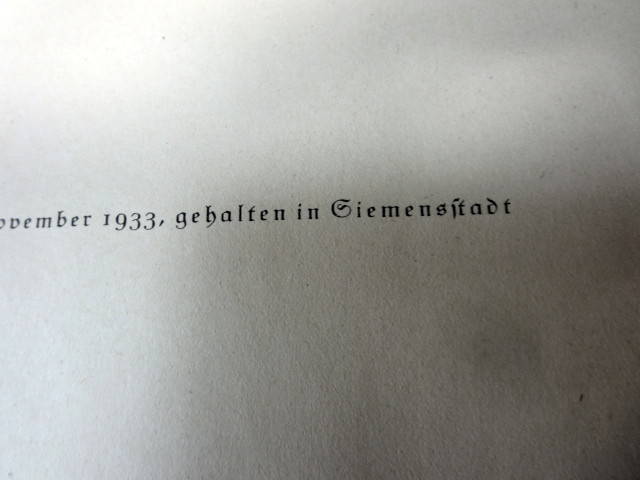 ovember 1933, gehalten in Siemensſtadt